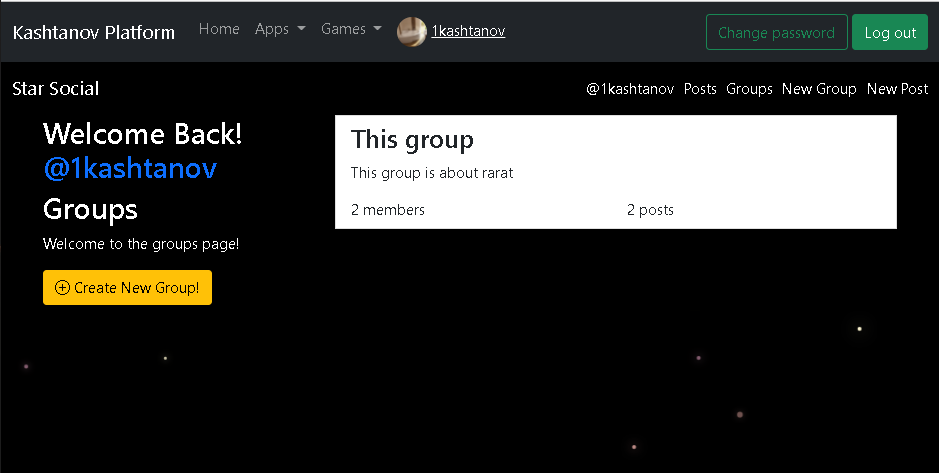 Kashtanov Platform Home Apps Games 1kashtanov Change password Log out
Star Social @1kashtanov Posts Groups New Group New Post
Welcome Back!
@1kashtanov
Groups
Welcome to the groups page!
Create New Group!
This group
This group is about rarat
2 members 2 posts